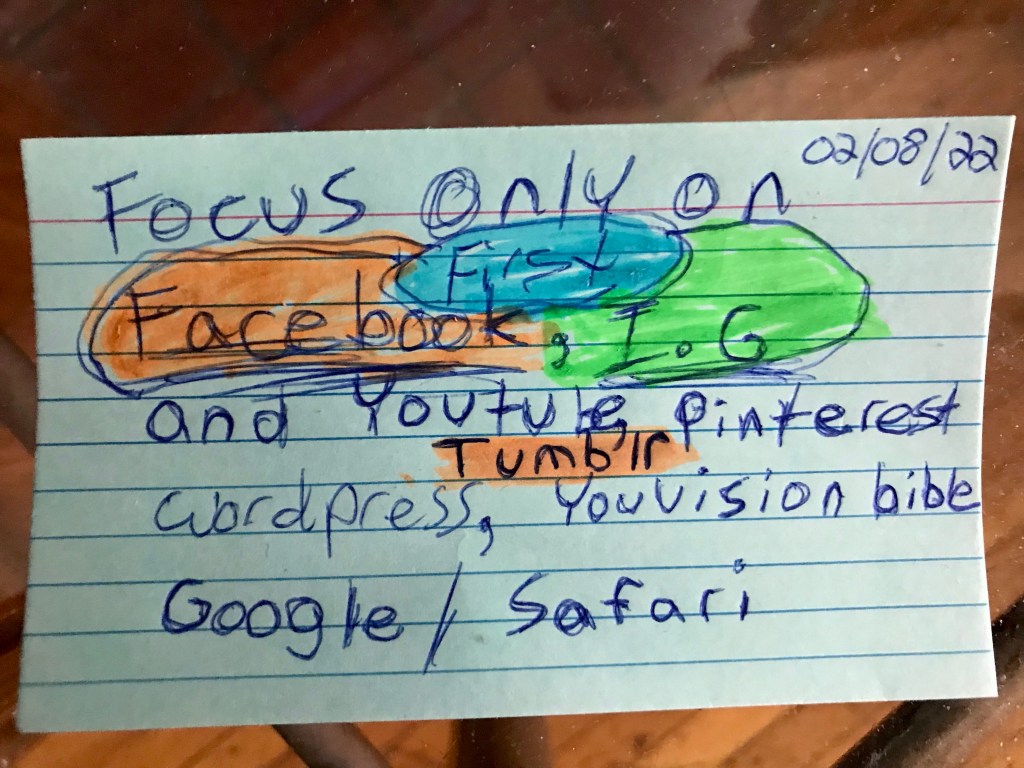 02/08/22
Focus Only on
First
Facebook, I.G
and Youtube, pinterest
Tumblr
wordpress, Youvision bible
Google / Safari